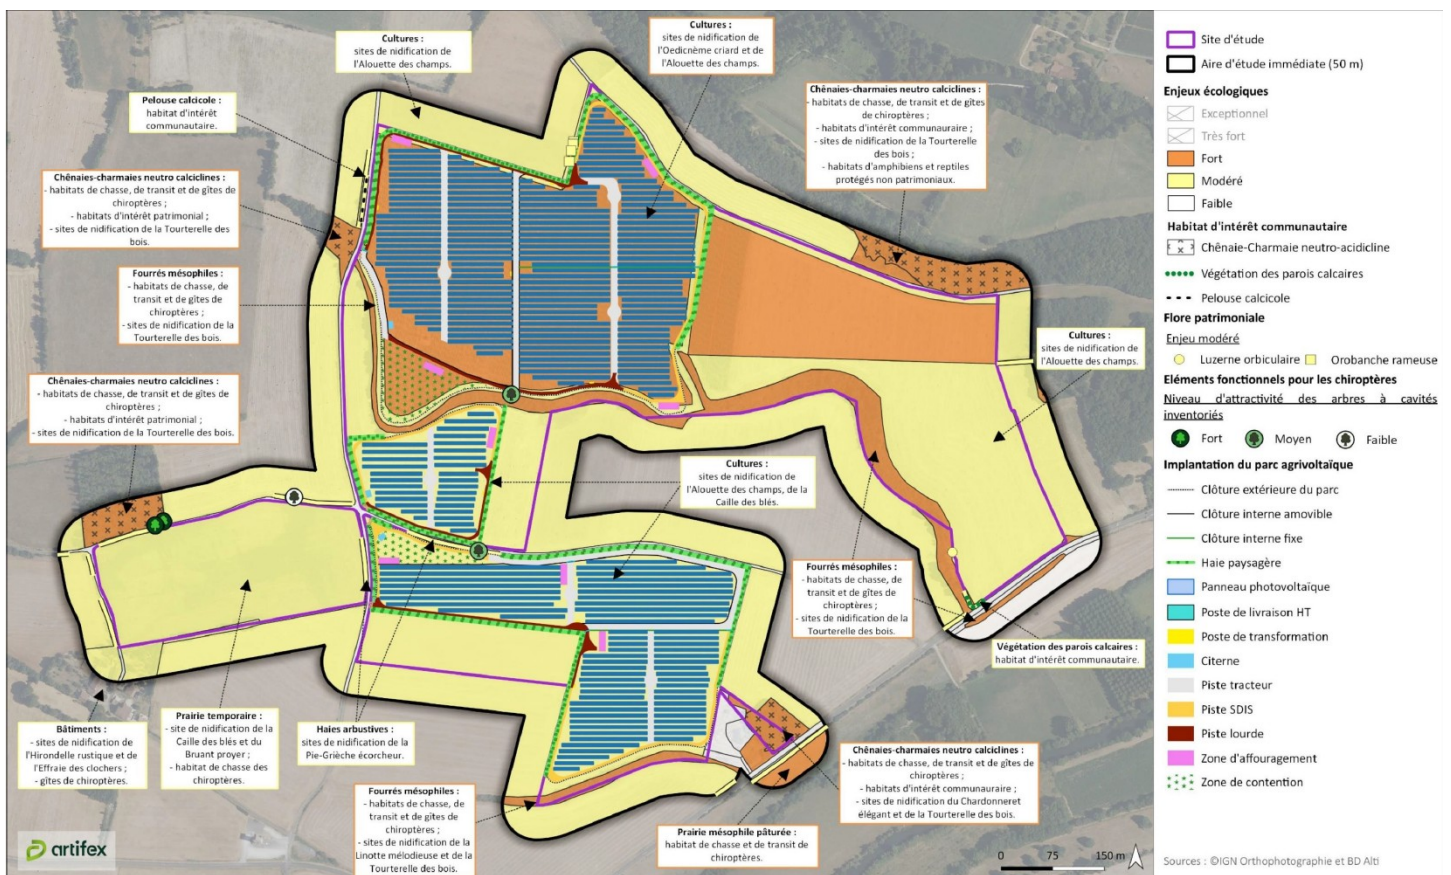 Cultures :
sites de nidification de
l'Alouette des champs.
Cultures :
sites de nidification de
l'Oedicnème criard et de
l'Alouette des champs.
Pelouse calcicole :
habitat d'intérêt
communautaire.
Chênaies-charmaies neutro calciclines :
- habitats de chasse, de transit et de gîtes
de chiroptères ;
- habitats d'intérêt communauraire ;
- sites de nidification de la Tourterelle
des bois ;
- habitats d'amphibiens et reptiles
protégés non patrimoniaux.
Chênaies-charmaies neutro calciclines :
- habitats de chasse, de transit et de gîtes de
chiroptères ;
- habitats d'intérêt patrimonial ;
- sites de nidification de la Tourterelle des
bois.
Fourrés mésophiles :
- habitats de chasse, de
transit et de gîtes de
chiroptères ;
- sites de nidification de la
Tourterelle des bois.
Cultures :
sites de nidification de
l'Alouette des champs.
Chênaies-charmaies neutro calciclines :
- habitats de chasse, de transit et de gîtes de
chiroptères ;
- habitats d'intérêt patrimonial ;
- sites de nidification de la Tourterelle des bois.
Cultures :
sites de nidification de
l'Alouette des champs, de la
Caille des blés.
Fourrés mésophiles :
- habitats de chasse, de
transit et de gîtes de
chiroptères ;
- sites de nidification de la
Tourterelle des bois.
Végétation des parois calcaires :
habitat d'intérêt communautaire.
Bâtiments :
- sites de nidification de
l'Hirondelle rustique et de
l'Effraie des clochers ;
- gîtes de chiroptères.
Prairie temporaire :
- site de nidification de la
Caille des blés et du
Bruant proyer ;
- habitat de chasse des
chiroptères.
Haies arbustives :
sites de nidification de la
Pie-Grièche écorcheur.
Fourrés mésophiles :
- habitats de chasse, de
transit et de gîtes de
chiroptères ;
- sites de nidification de la
Linotte mélodieuse et de la
Tourterelle des bois.
Prairie mésophile pâturée :
habitat de chasse et de transit de
chiroptères.
Chênaies-charmaies neutro calciclines :
- habitats de chasse, de transit et de gîtes de
chiroptères ;
- habitats d'intérêt communauraire ;
- sites de nidification du Chardonneret
élégant et de la Tourterelle des bois.
artifex
0 75 150 m
Site d'étude
Aire d'étude immédiate (50 m)
Enjeux écologiques
Exceptionnel
Très fort
Fort
Modéré
Faible
Habitat d'intérêt communautaire
Chênaie-Charmaie neutro-acidicline
Végétation des parois calcaires
Pelouse calcicole
Flore patrimoniale
Enjeu modéré
Luzerne orbiculaire Orobanche rameuse
Eléments fonctionnels pour les chiroptères
Niveau d'attractivité des arbres à cavités
inventoriés
Fort Moyen Faible
Implantation du parc agrivoltaïque
Clôture extérieure du parc
Clôture interne amovible
Clôture interne fixe
Haie paysagère
Panneau photovoltaïque
Poste de livraison HT
Poste de transformation
Citerne
Piste tracteur
Piste SDIS
Piste lourde
Zone d'affouragement
Zone de contention
Sources : ©IGN Orthophotographie et BD Alti